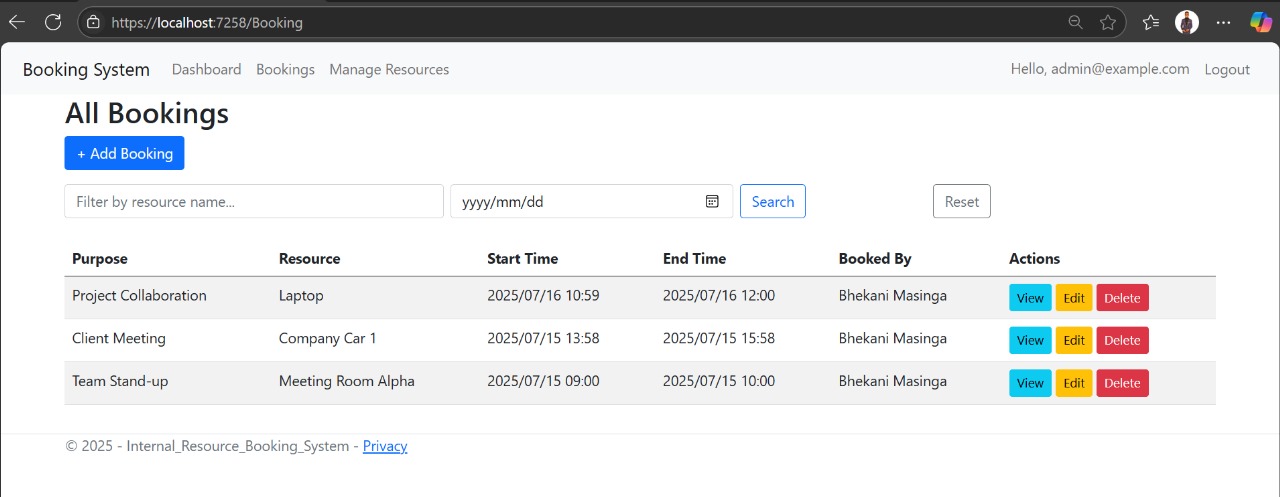 https://localhost:7258/Booking
Booking System Dashboard Bookings Manage Resources Hello, admin@example.com Logout
All Bookings
+ Add Booking
Filter by resource name... yyyy/mm/dd Search Reset
Purpose Resource Start Time End Time Booked By Actions
Project Collaboration Laptop 2025/07/16 10:59 2025/07/16 12:00 Bhekani Masinga View Edit Delete
Client Meeting Company Car 1 2025/07/15 13:58 2025/07/15 15:58 Bhekani Masinga View Edit Delete
Team Stand-up Meeting Room Alpha 2025/07/15 09:00 2025/07/15 10:00 Bhekani Masinga View Edit Delete
© 2025 - Internal_Resource_Booking_System - Privacy